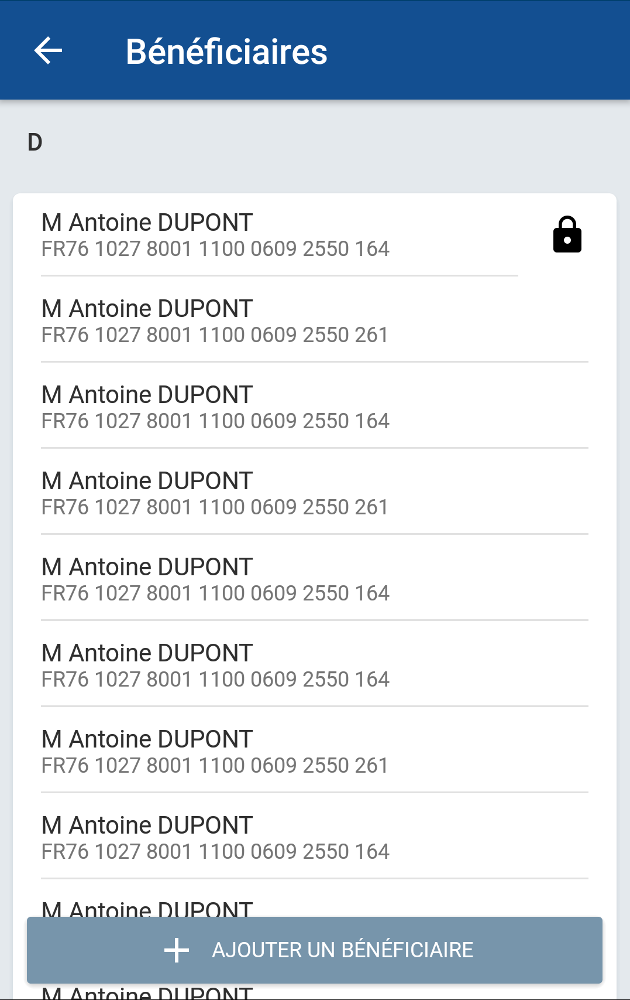 Bénéficiaires
D
M Antoine DUPONT
FR76 1027 8001 1100 0609 2550 164
M Antoine DUPONT
FR76 1027 8001 1100 0609 2550 261
M Antoine DUPONT
FR76 1027 8001 1100 0609 2550 164
M Antoine DUPONT
FR76 1027 8001 1100 0609 2550 261
M Antoine DUPONT
FR76 1027 8001 1100 0609 2550 164
M Antoine DUPONT
FR76 1027 8001 1100 0609 2550 164
M Antoine DUPONT
FR76 1027 8001 1100 0609 2550 261
M Antoine DUPONT
FR76 1027 8001 1100 0609 2550 164
M Antoine DUPONT
AJOUTER UN BÉNÉFICIAIRE
M Antoine DUPONT